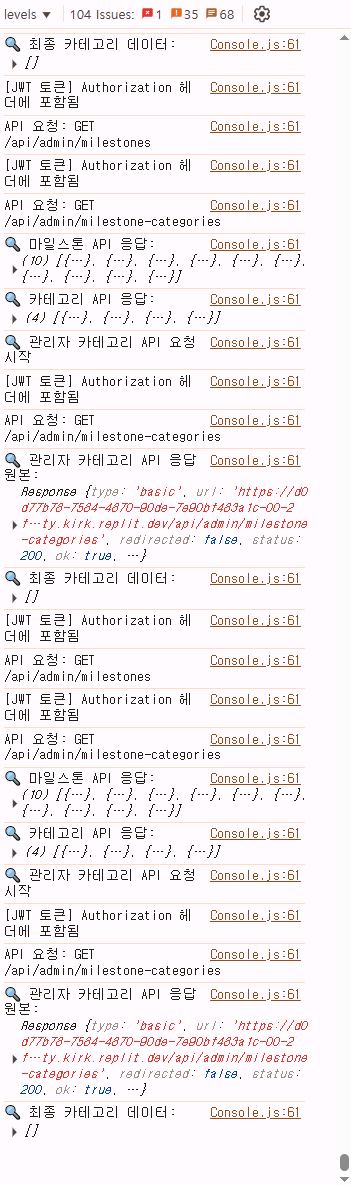 levels ▼ 104 Issues: 1 35 68
🔍 최종 카테고리 데이터: Console.js:61
▶ []
[JWT 토큰] Authorization 헤 Console.js:61
더에 포함됨
API 요청: GET Console.js:61
/api/admin/milestones
[JWT 토큰] Authorization 헤 Console.js:61
더에 포함됨
API 요청: GET Console.js:61
/api/admin/milestone-categories
🔍 마일스톤 API 응답: Console.js:61
(10) [{…}, {…}, {…}, {…}, {…}, {…},
▶ {…}, {…}, {…}, {…}]
🔍 카테고리 API 응답: Console.js:61
▶ (4) [{…}, {…}, {…}, {…}]
🔍 관리자 카테고리 API 요청 Console.js:61
시작
[JWT 토큰] Authorization 헤 Console.js:61
더에 포함됨
API 요청: GET Console.js:61
/api/admin/milestone-categories
🔍 관리자 카테고리 API 응답 Console.js:61
원본:
Response {type: 'basic', url: 'https://d0
d77b78-7564-4670-90de-7e90bf463a1c-00-2
▶ f…ty.kirk.replit.dev/api/admin/milestone
-categories', redirected: false, status:
200, ok: true, …}
🔍 최종 카테고리 데이터: Console.js:61
▶ []
[JWT 토큰] Authorization 헤 Console.js:61
더에 포함됨
API 요청: GET Console.js:61
/api/admin/milestones
[JWT 토큰] Authorization 헤 Console.js:61
더에 포함됨
API 요청: GET Console.js:61
/api/admin/milestone-categories
🔍 마일스톤 API 응답: Console.js:61
(10) [{…}, {…}, {…}, {…}, {…}, {…},
▶ {…}, {…}, {…}, {…}]
🔍 카테고리 API 응답: Console.js:61
▶ (4) [{…}, {…}, {…}, {…}]
🔍 관리자 카테고리 API 요청 Console.js:61
시작
[JWT 토큰] Authorization 헤 Console.js:61
더에 포함됨
API 요청: GET Console.js:61
/api/admin/milestone-categories
🔍 관리자 카테고리 API 응답 Console.js:61
원본:
Response {type: 'basic', url: 'https://d0
d77b78-7564-4670-90de-7e90bf463a1c-00-2
▶ f…ty.kirk.replit.dev/api/admin/milestone
-categories', redirected: false, status:
200, ok: true, …}
🔍 최종 카테고리 데이터: Console.js:61
▶ []